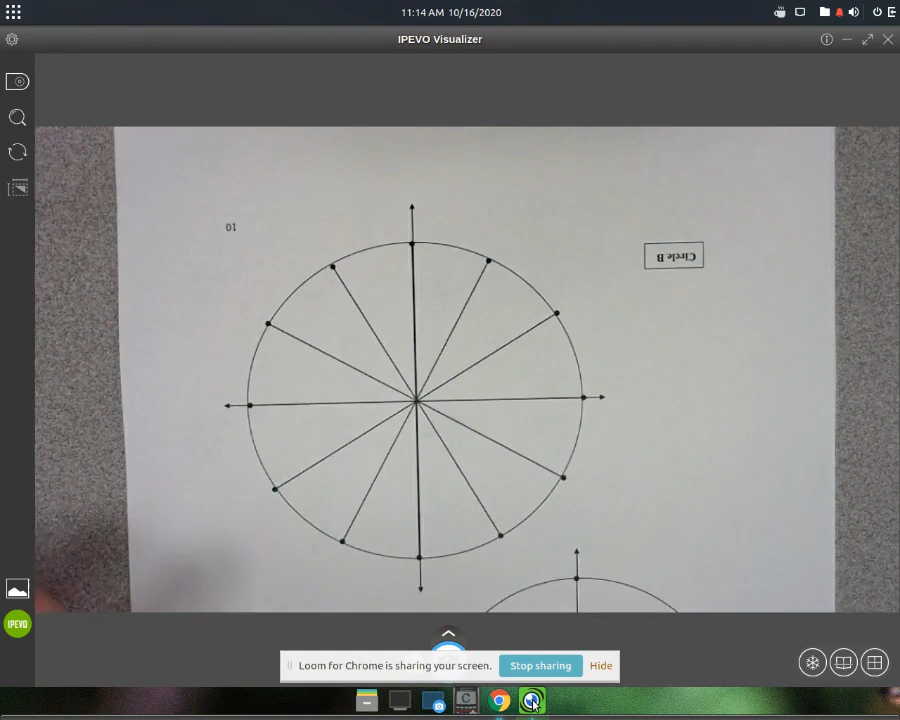 11:14 AM 10/16/2020
IPEVO Visualizer
10
Circle B
IPEVO
Loom for Chrome is sharing your screen.
Stop sharing
Hide
C